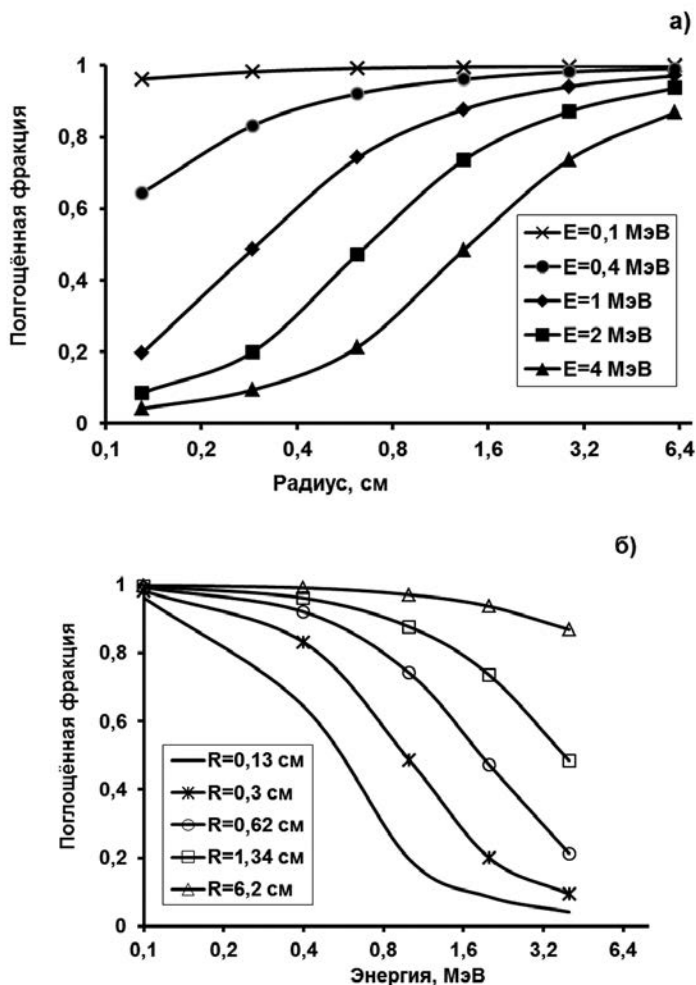 а)
Полгощённая фракция
1
0,8
0,6
0,4
0,2
0
0,1
0,2
0,4
0,8
1,6
3,2
6,4
Радиус, см
E=0,1 МэВ
E=0,4 МэВ
E=1 МэВ
E=2 МэВ
E=4 МэВ
б)
Поглощённая фракция
1
0,8
0,6
0,4
0,2
0
0,1
0,2
0,4
0,8
1,6
3,2
6,4
Энергия, МэВ
R=0,13 см
R=0,3 см
R=0,62 см
R=1,34 см
R=6,2 см